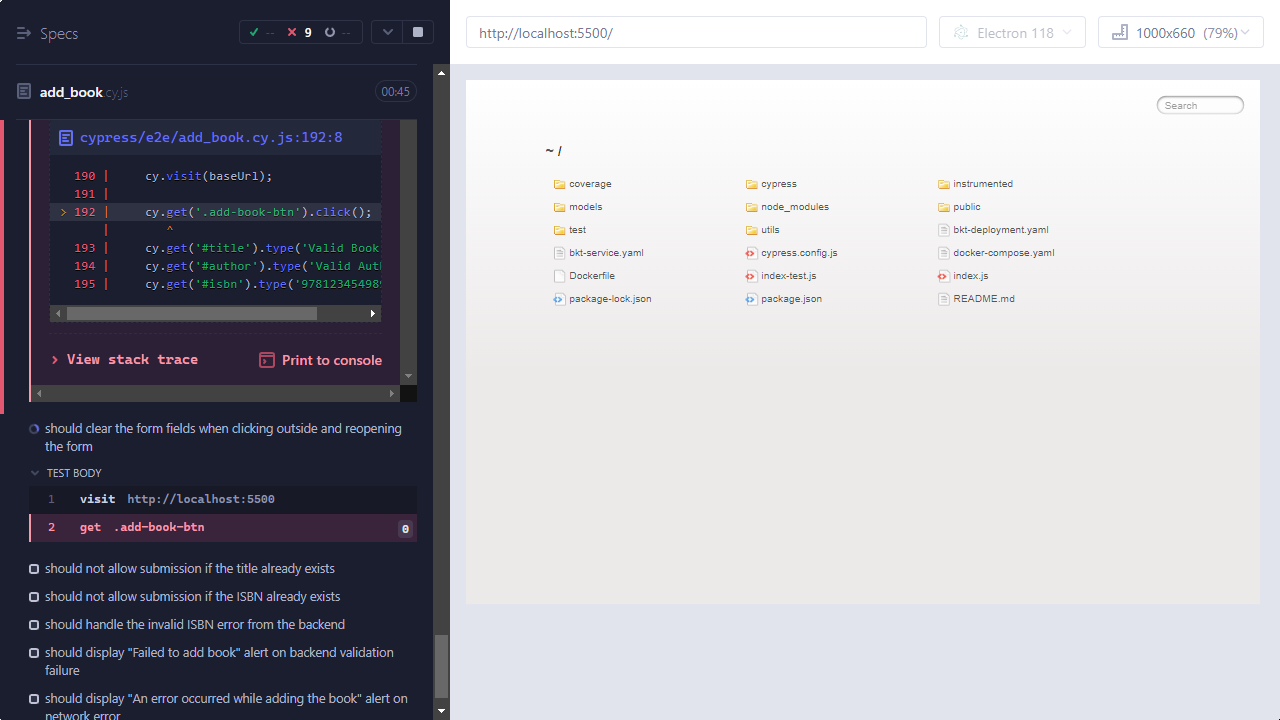 Specs
-- 9 --
add_book.cy.js 00:45
cypress/e2e/add_book.cy.js:192:8
190 | cy.visit(baseUrl);
191 |
> 192 | cy.get('.add-book-btn').click();
| ^
193 | cy.get('#title').type('Valid Book
194 | cy.get('#author').type('Valid Auth
195 | cy.get('#isbn').type('978123454989
> View stack trace Print to console
should clear the form fields when clicking outside and reopening
the form
TEST BODY
1 visit http://localhost:5500
2 get .add-book-btn 0
should not allow submission if the title already exists
should not allow submission if the ISBN already exists
should handle the invalid ISBN error from the backend
should display "Failed to add book" alert on backend validation
failure
should display "An error occurred while adding the book" alert on
network error
http://localhost:5500/
Electron 118
1000x660 (79%)
Search
~ /
coverage cypress instrumented
models node_modules public
test utils bkt-deployment.yaml
bkt-service.yaml cypress.config.js docker-compose.yaml
Dockerfile index-test.js index.js
package-lock.json package.json README.md